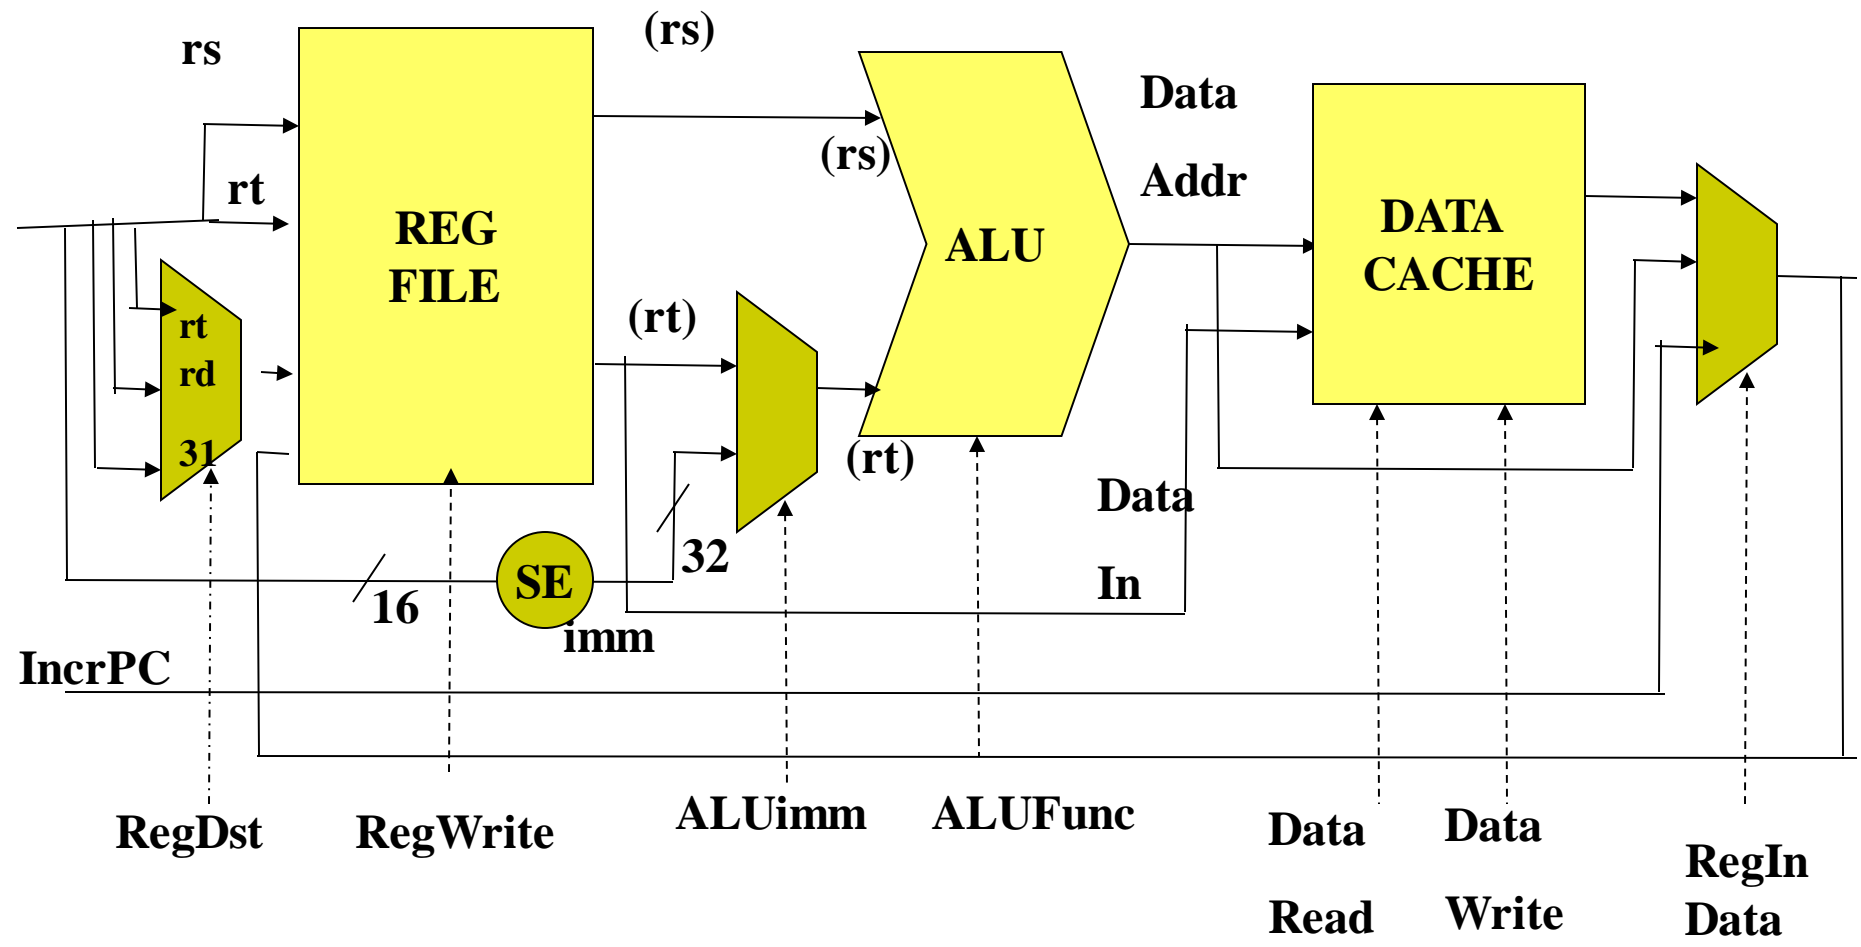 rs
(rs)
Data
Addr
(rs)
rt
REG
FILE
ALU
DATA
CACHE
rt
rd
31
(rt)
(rt)
Data
In
32
SE
16
imm
IncrPC
RegDst
RegWrite
ALUimm
ALUFunc
Data
Read
Data
Write
RegIn
Data